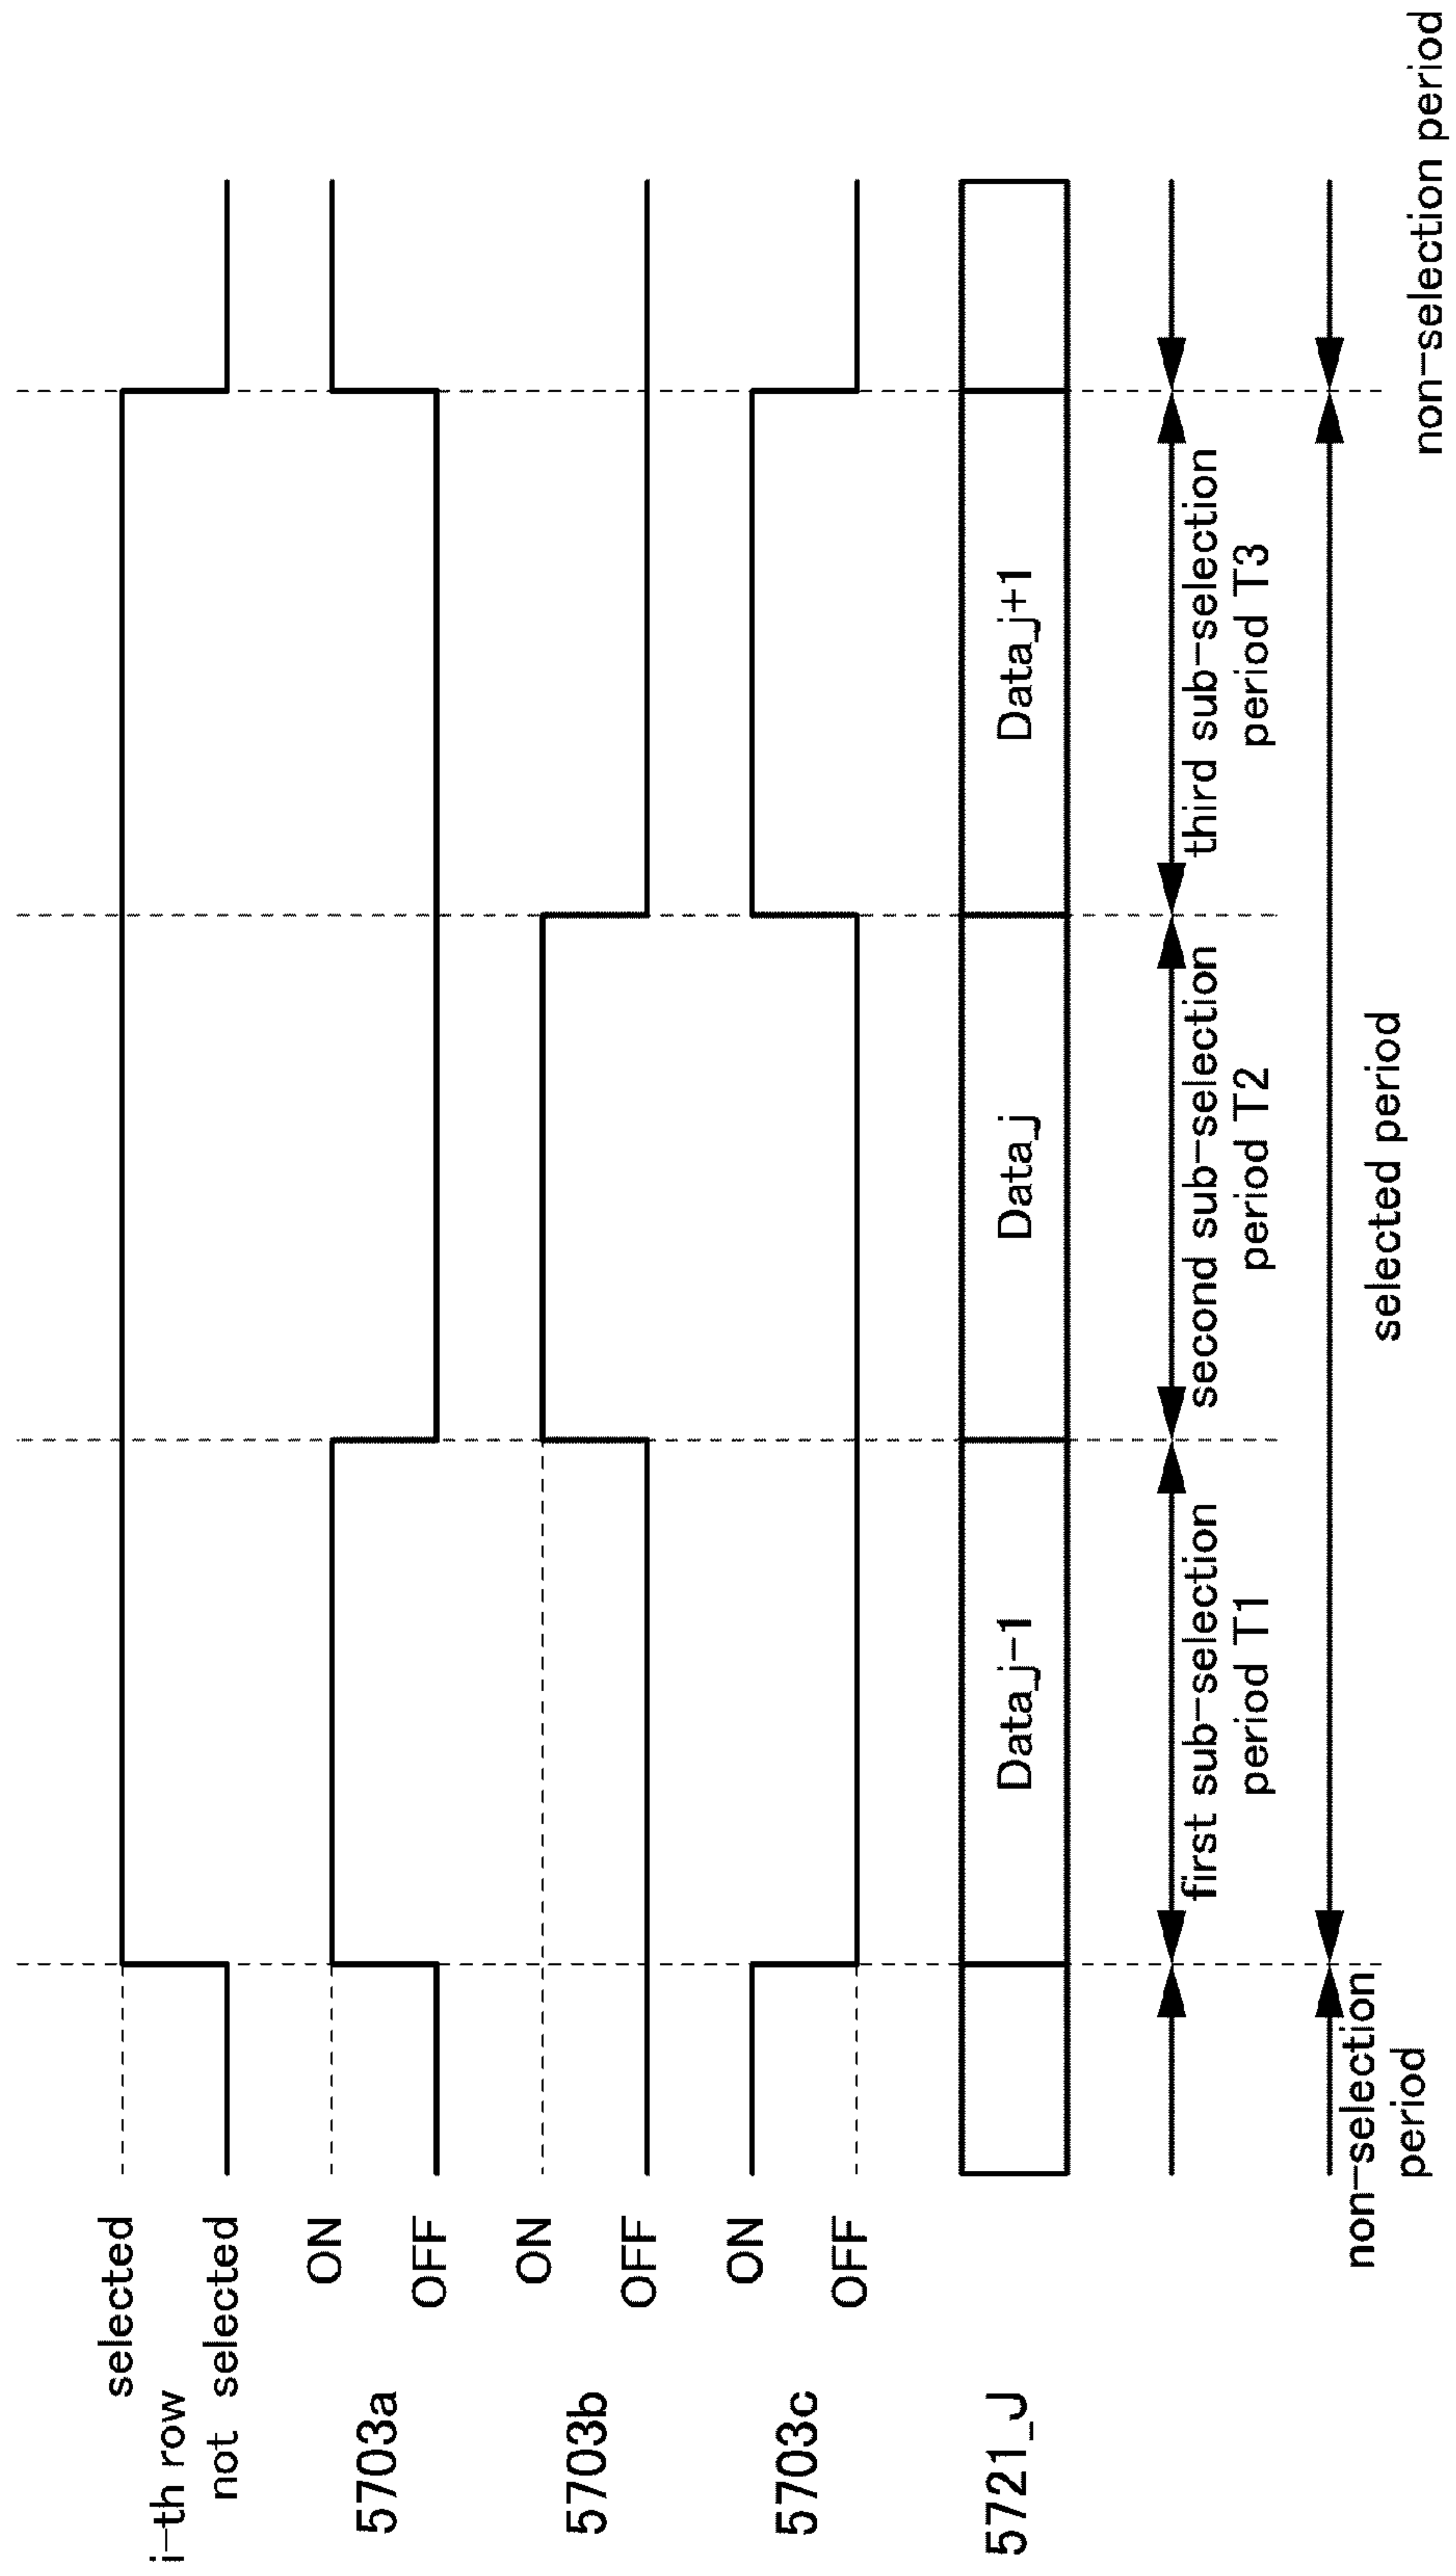 selected
i-th row
not selected
ON
5703a
OFF
ON
5703b
OFF
ON
5703c
OFF
5721_J
Data_j-1
Data_j
Data_j+1
first sub-selection
period T1
second sub-selection
period T2
third sub-selection
period T3
non-selection
period
selected period
non-selection period